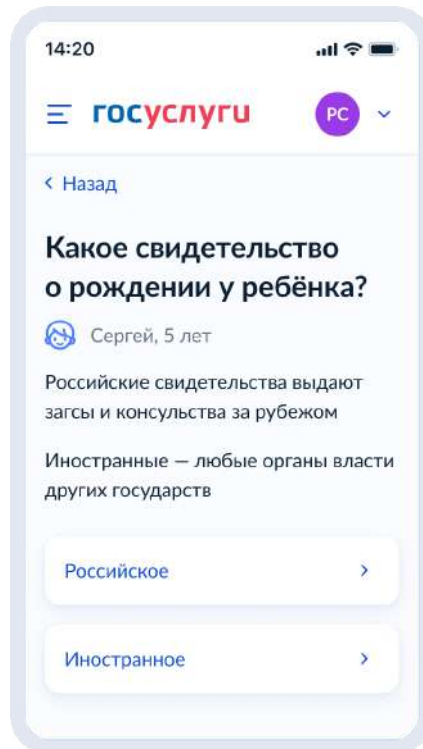 14:20
госуслуги
РС
Назад
Какое свидетельство
о рождении у ребёнка?
Сергей, 5 лет
Российские свидетельства выдают
загсы и консульства за рубежом
Иностранные — любые органы власти
других государств
Российское
Иностранное